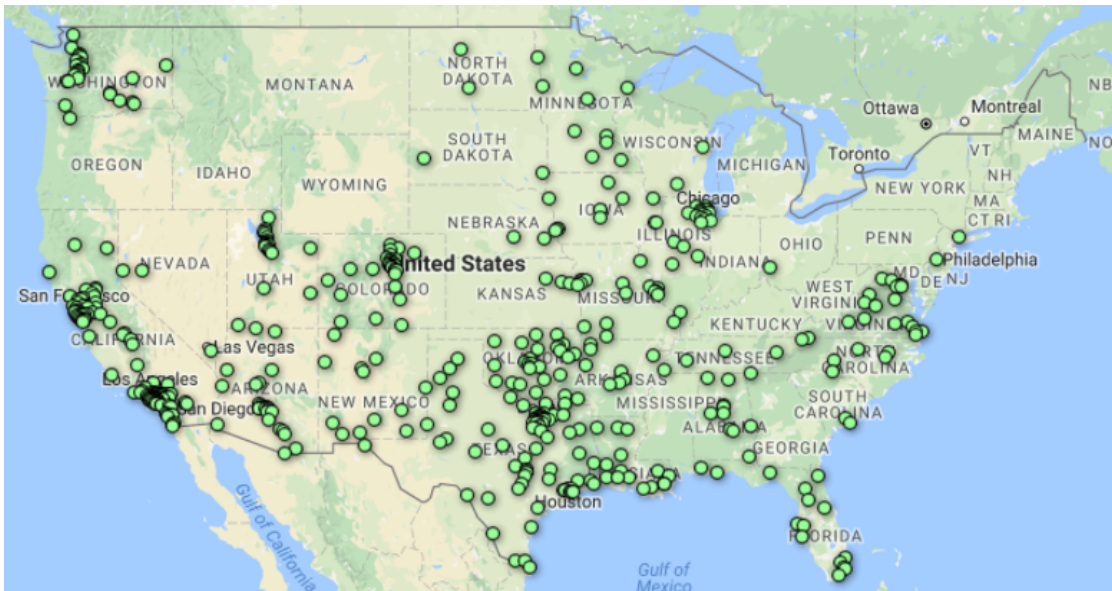 NORTH
DAKOTA
MONTANA
MINNESOTA
Ottawa
Montreal
NB
MAINE
SOUTH
DAKOTA
WISCONSIN
MICHIGAN
Toronto
VT
NO
OREGON
IDAHO
WYOMING
NEW YORK
NH
MA
CT RI
Chicago
NEBRASKA
IOWA
ILLINOIS
INDIANA
OHIO
PENN
NEVADA
UTAH
COLORADO
United States
KANSAS
MISSOURI
Philadelphia
MD
DE
NJ
WEST
VIRGINIA
San Francisco
CALIFORNIA
Las Vegas
KENTUCKY
VIRGINIA
Los Angeles
ARIZONA
OKLAHOMA
TENNESSEE
ARKANSAS
NORTH
CAROLINA
San Diego
NEW MEXICO
MISSISSIPPI
SOUTH
CAROLINA
ALABAMA
GEORGIA
TEXAS
LOUISIANA
Houston
FLORIDA
WASHINGTON
Gulf of California
Gulf of
Mexico